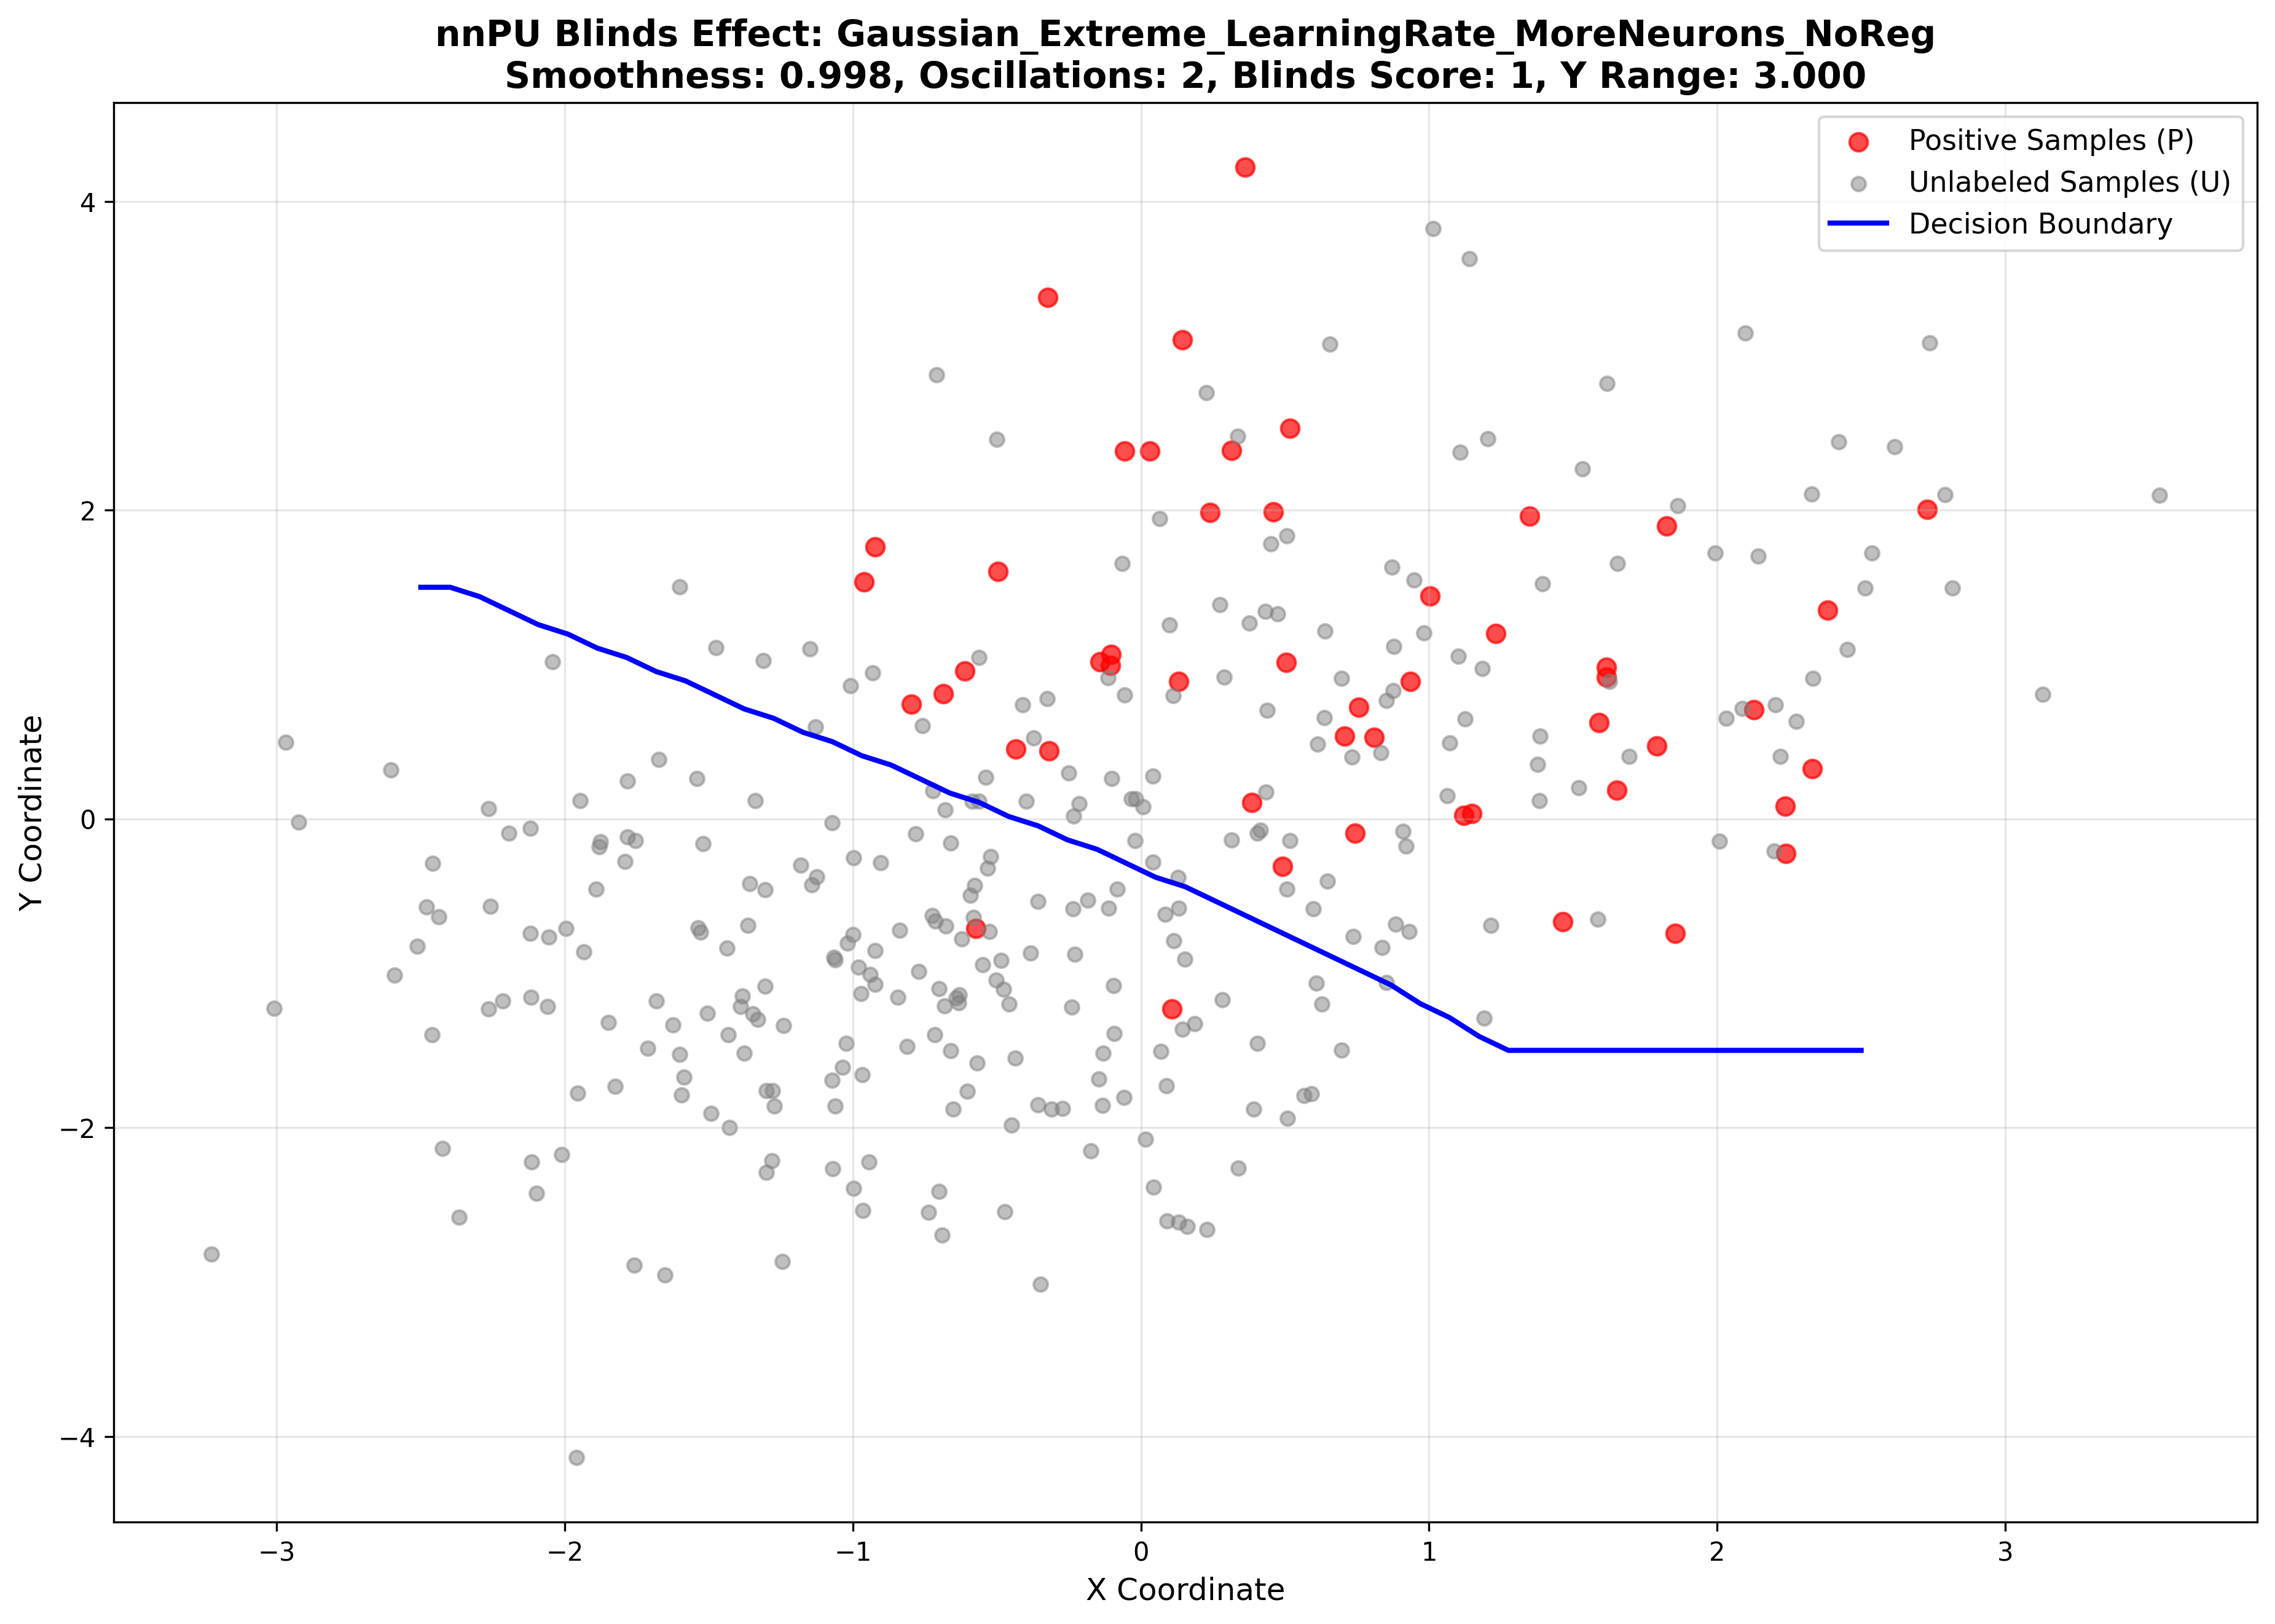 nnPU Blinds Effect: Gaussian_Extreme_LearningRate_MoreNeurons_NoReg
Smoothness: 0.998, Oscillations: 2, Blinds Score: 1, Y Range: 3.000
Positive Samples (P)
Unlabeled Samples (U)
Decision Boundary
Y Coordinate
4
2
0
−2
−4
−3
−2
−1
0
1
2
3
X Coordinate